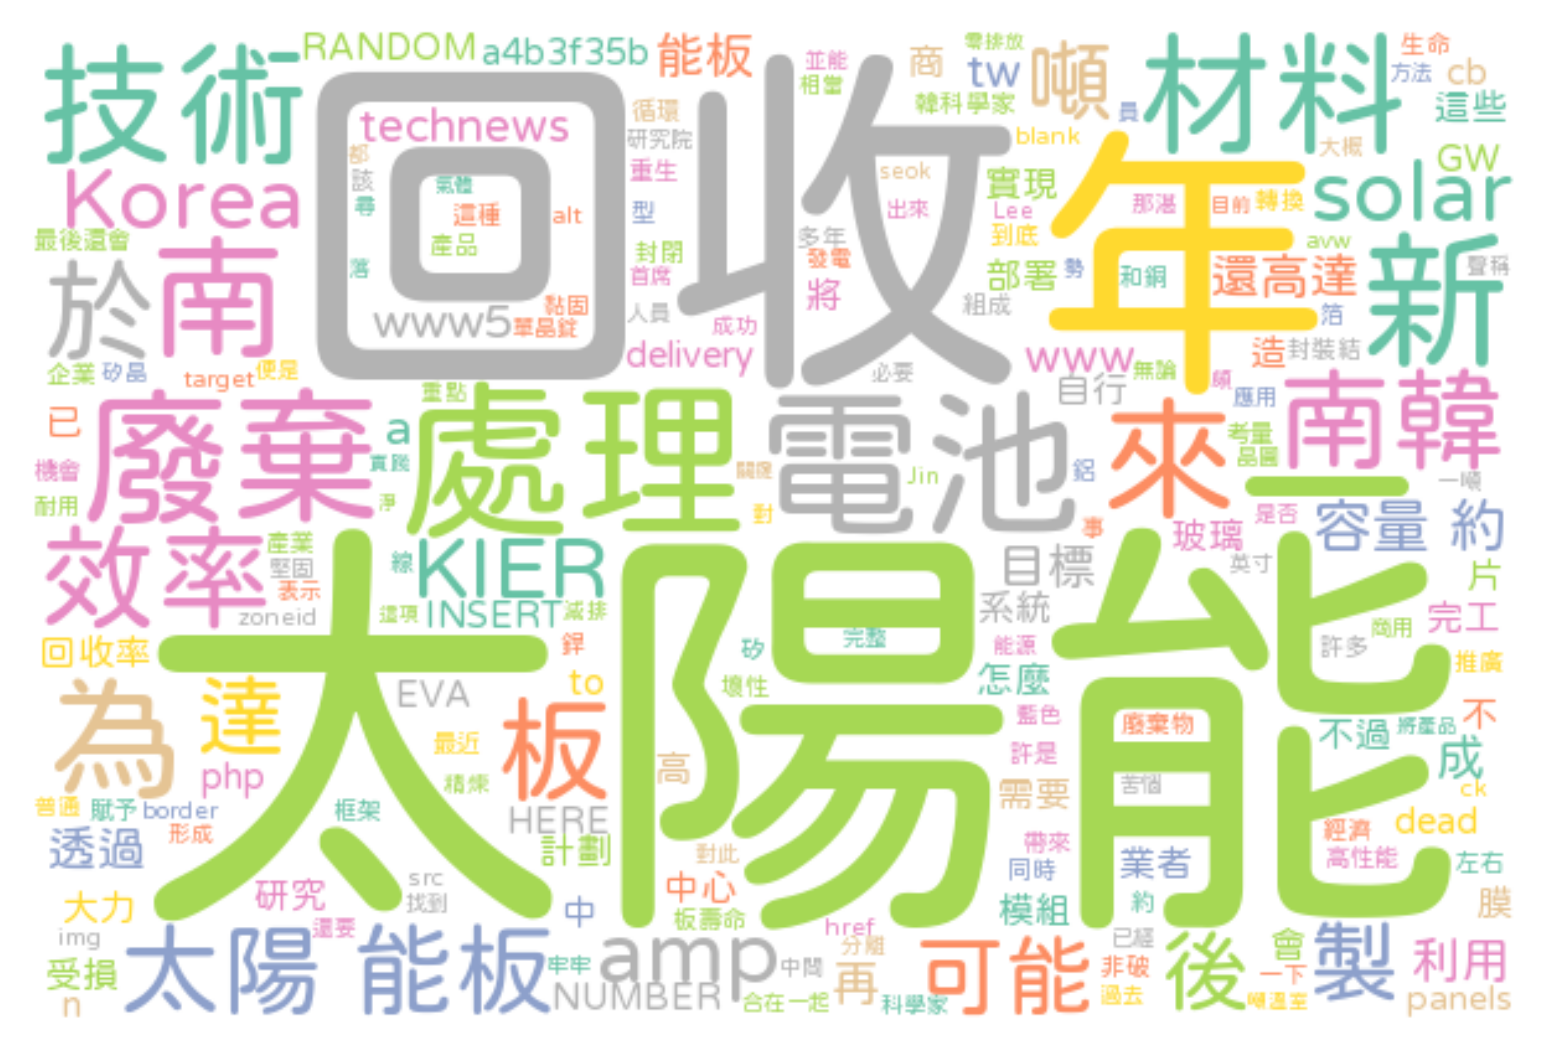 RANDOM a4b3f35b 能板 回收 並能 相當 商 零排放 tw 噸 材料 生命 方法 cb
技術 technews 循環 研究院 韓科學家 blank 員 大概 這些 GW
Korea 都 該 尋 氣體 這種 alt 產品 重生 型 seok 出來 實現 Lee 到底 年 那湛 目前 轉換 solar
最後還會 南 落 封閉 首席 多年 發電 將 部署 勢 和銅 avw 還高達 聲稱 新
於 www5 黏固 單晶錠 人員 成功 組成 箔
企業 矽晶 target 便是 delivery 必要 www 無論 造 封裝結
已 廢棄 重點 處理 電池 自行 頻 應用 來 考量 晶圓 南韓
a 機會 實踐 關鍵 Jin 鋁 一噸
耐用 淨 對 事 是否 容量 約
效率 產業 堅固 表示 線 KIER 目標 玻璃 英寸 片
zoneid 這項 INSERT 減排 太陽能 系統 完工
回收率 銲 矽 完整 能源 許多 商用 推廣
為 達 EVA to 壞性 怎麼 藍色 廢棄物 不過 將產品 不
php 最近 板 高 許是 成
普通 賦予 border 框架 精煉 需要 苦惱 ck
透過 形成 HERE 計劃 對此 帶來 經濟 dead
研究 src 找到 中心 同時 業者 高性能 左右
大力 還要 中 板壽命 模組 約 膜
img 太陽 能板 amp href 分離 已經 會 製 利用
受損 牢牢 中間 再 可能 非破 後 一下
n NUMBER 合在一起 科學家 過去 噸溫室 panels